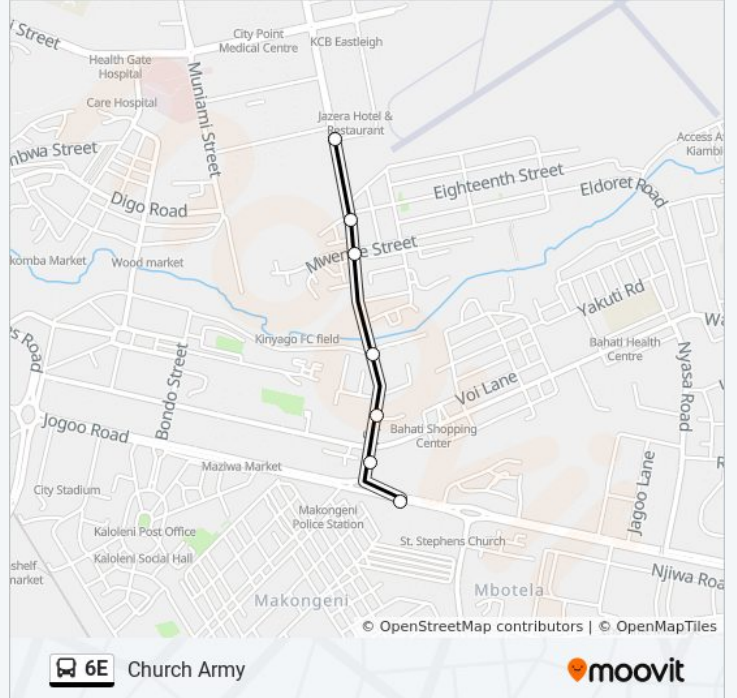 i Street
City Point
Medical Centre
KCB Eastleigh
Health Gate
Hospital
Muniami Street
Care Hospital
Jazera Hotel &
Restaurant
Access A
Kiambi
mbwa Street
Eighteenth Street
Eldoret Road
Digo Road
Mwende Street
komba Market
Wood market
Yakuti Rd
Wa
Kinyago FC field
Bahati Health
Centre
es Road
Bondo Street
Nyasa Road
Voi Lane
Jogoo Road
Bahati Shopping
Center
Maziwa Market
R
City Stadium
Jagoo Lane
Makongeni
Police Station
Kaloleni Post Office
St. Stephens Church
Kaloleni Social Hall
shelf
market
Njiwa Roa
Makongeni
Mbotela
© OpenStreetMap contributors | © OpenMapTiles
6E Church Army
moovit